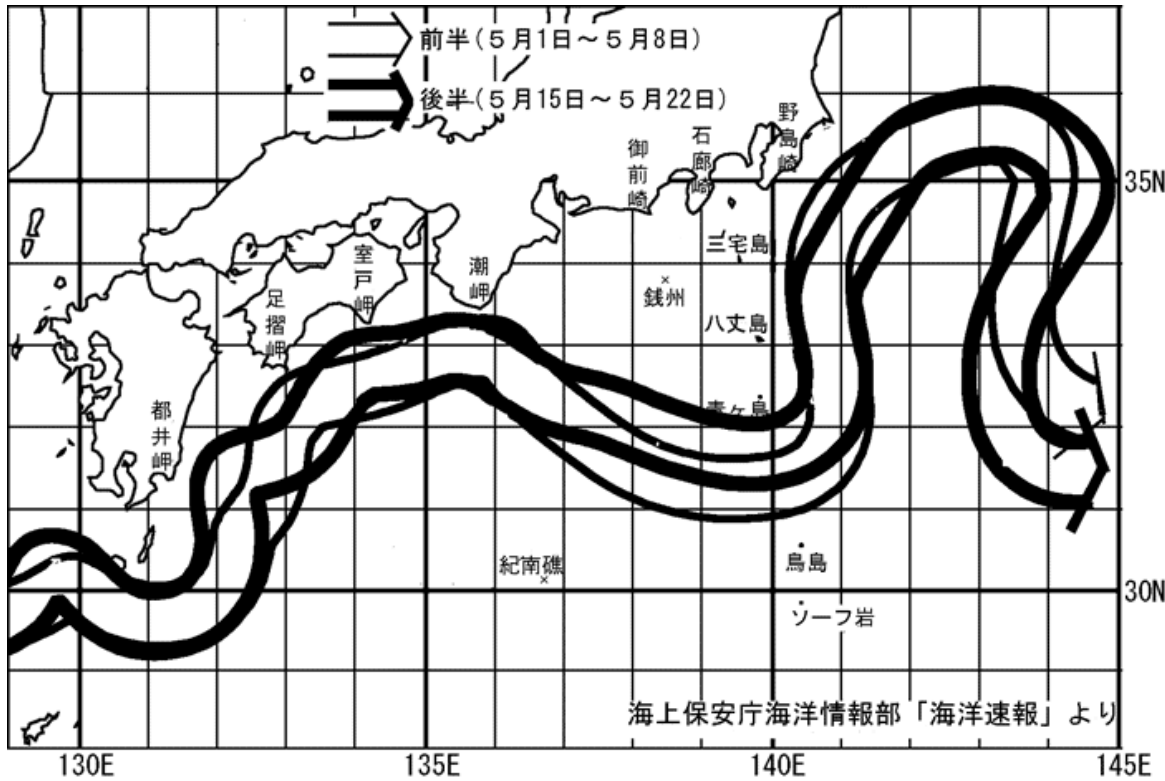 前半(5月1日～5月8日)
後半(5月15日～5月22日)
野島崎
石廊崎
御前崎
35N
三宅島
室戸岬
潮岬
銭州
足摺岬
八丈島
青ヶ島
都井岬
紀南礁
鳥島
30N
ソーフ岩
海上保安庁海洋情報部「海洋速報」より
130E
135E
140E
145E